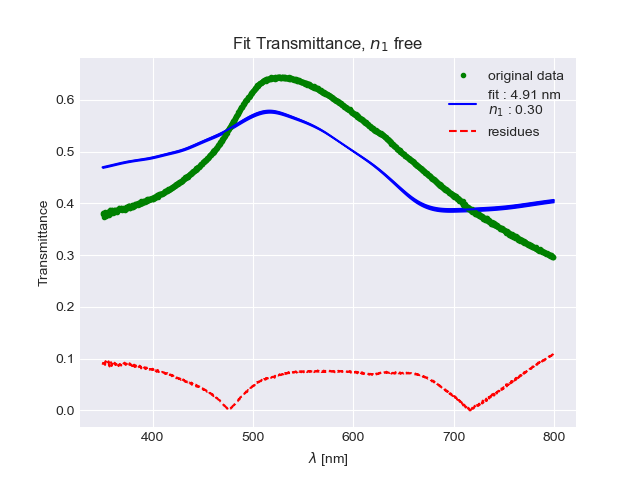 Fit Transmittance, n₁ free
original data
fit : 4.91 nm
n₁ : 0.30
residues
Transmittance
0.6
0.5
0.4
0.3
0.2
0.1
0.0
400 500 600 700 800
λ [nm]